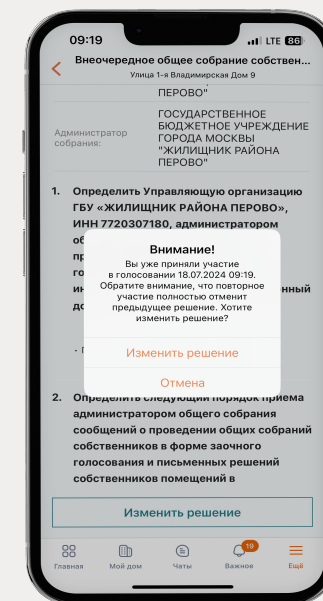 09:19
LTE 86
Внеочередное общее собрание собствен...
Улица 1-я Владимирская Дом 9
ПЕРОВО"
Администратор
собрания:
ГОСУДАРСТВЕННОЕ
БЮДЖЕТНОЕ УЧРЕЖДЕНИЕ
ГОРОДА МОСКВЫ
"ЖИЛИЩНИК РАЙОНА
ПЕРОВО"
1. Определить Управляющую организацию
ГБУ «ЖИЛИЩНИК РАЙОНА ПЕРОВО»,
ИНН 7720307180, администратором
Внимание!
Вы уже приняли участие
в голосовании 18.07.2024 09:19.
Обратите внимание, что повторное
участие полностью отменит
предыдущее решение. Хотите
изменить решение?
Изменить решение
Отмена
2. Определить следующий порядок приема
администратором общего собрания
сообщений о проведении общих собраний
собственников в форме заочного
голосования и письменных решений
собственников помещений в
Изменить решение
19
Главная Мой дом Чаты Важное Ещё